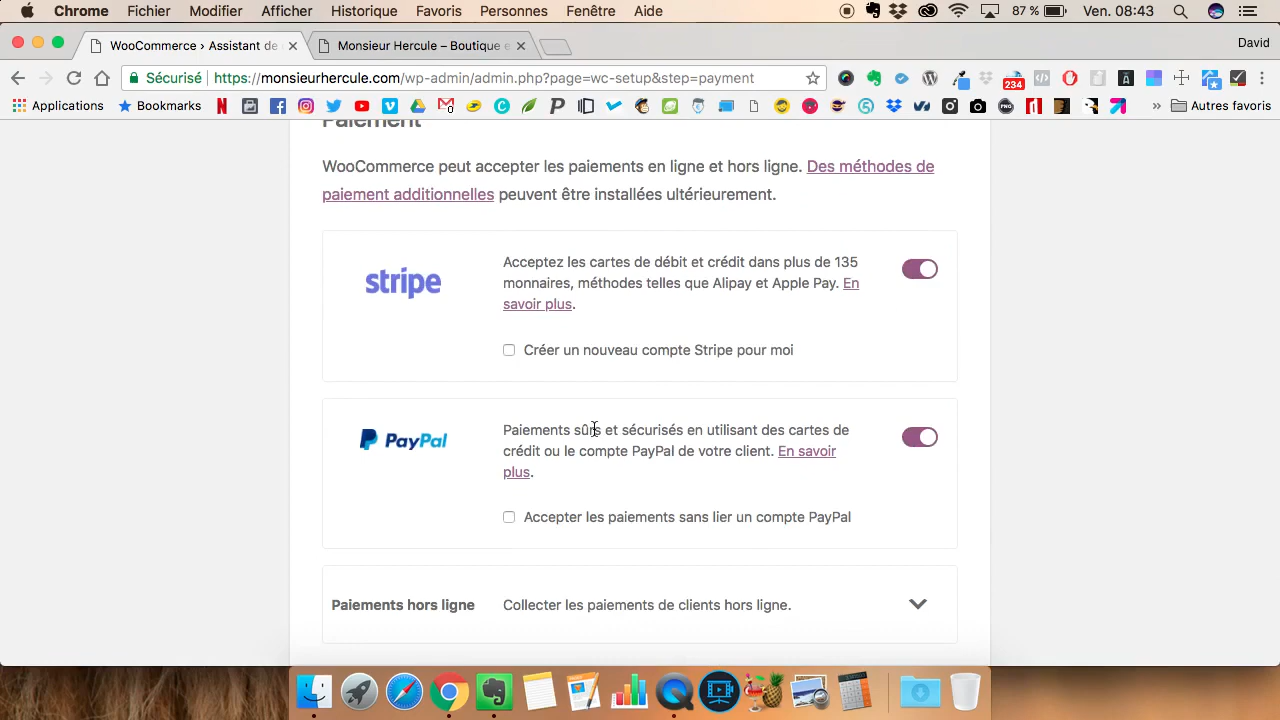 Chrome Fichier Modifier Afficher Historique Favoris Personnes Fenêtre Aide 87 % Ven. 08:43
WooCommerce › Assistant de Monsieur Hercule – Boutique e David
Sécurisé https://monsieurhercule.com/wp-admin/admin.php?page=wc-setup&step=payment 234
Applications Bookmarks » Autres favoris
Paiement
WooCommerce peut accepter les paiements en ligne et hors ligne. Des méthodes de
paiement additionnelles peuvent être installées ultérieurement.
stripe
Acceptez les cartes de débit et crédit dans plus de 135
monnaires, méthodes telles que Alipay et Apple Pay. En
savoir plus.
Créer un nouveau compte Stripe pour moi
PayPal
Paiements sûrs et sécurisés en utilisant des cartes de
crédit ou le compte PayPal de votre client. En savoir
plus.
Accepter les paiements sans lier un compte PayPal
Paiements hors ligne Collecter les paiements de clients hors ligne.